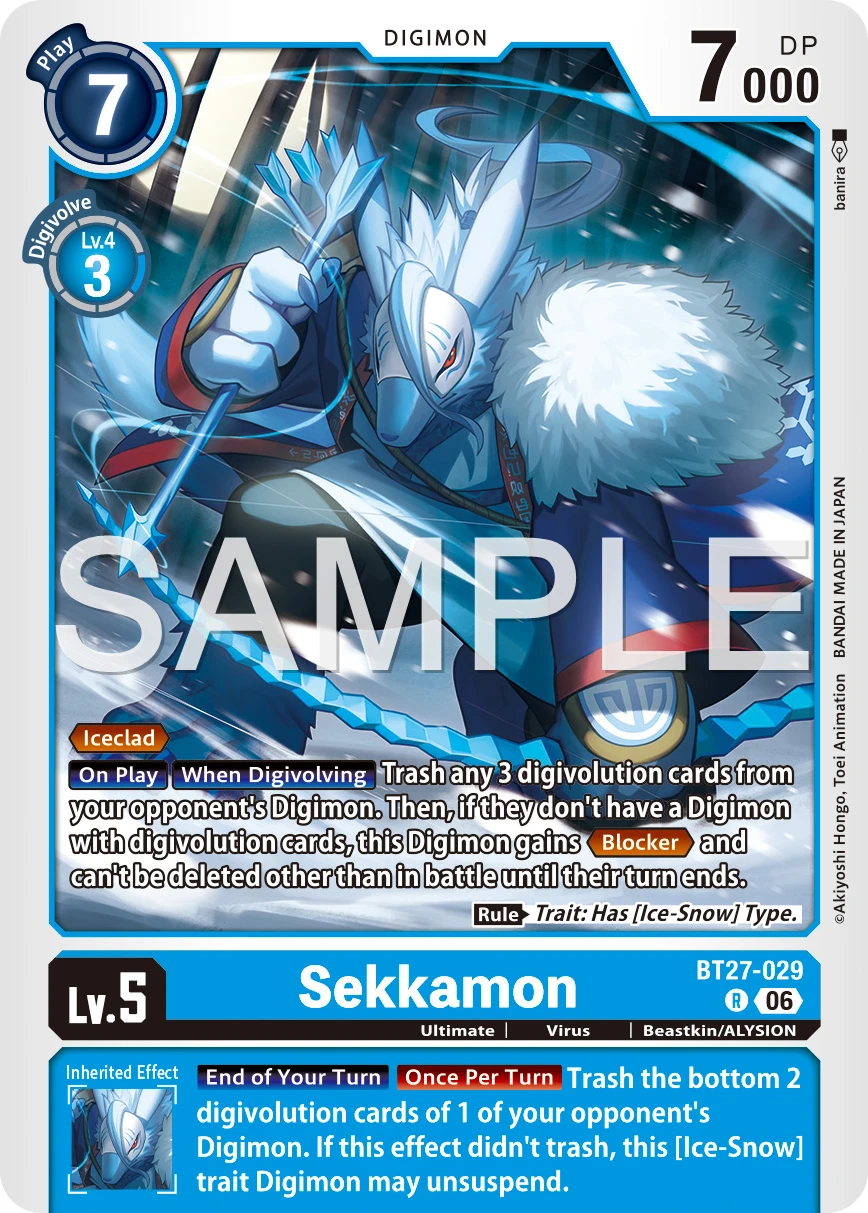 DIGIMON
Play
7
7000
DP
Digivolve
Lv.4
3
banira
©Akiyoshi Hongo, Toei Animation BANDAI MADE IN JAPAN
SAMPLE
Iceclad
On Play When Digivolving Trash any 3 digivolution cards from
your opponent's Digimon. Then, if they don't have a Digimon
with digivolution cards, this Digimon gains Blocker and
can't be deleted other than in battle until their turn ends.
Rule Trait: Has [Ice-Snow] Type.
Lv.5
Sekkamon
BT27-029
R 06
Ultimate | Virus | Beastkin/ALYSION
Inherited Effect
End of Your Turn Once Per Turn Trash the bottom 2
digivolution cards of 1 of your opponent's
Digimon. If this effect didn't trash, this [Ice-Snow]
trait Digimon may unsuspend.